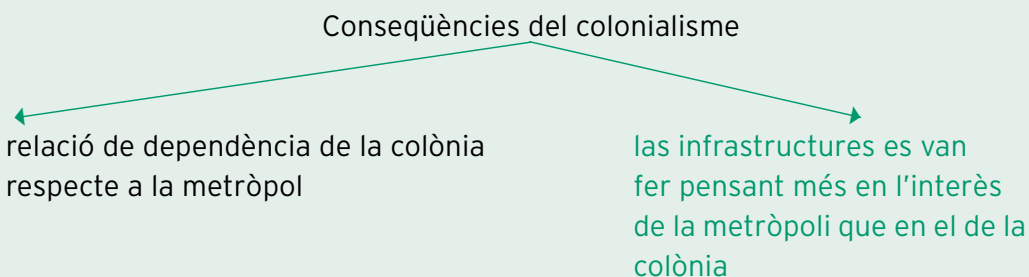 Conseqüències del colonialisme
relació de dependència de la colònia
respecte a la metròpol
las infrastructures es van
fer pensant més en l'interès
de la metròpoli que en el de la
colònia